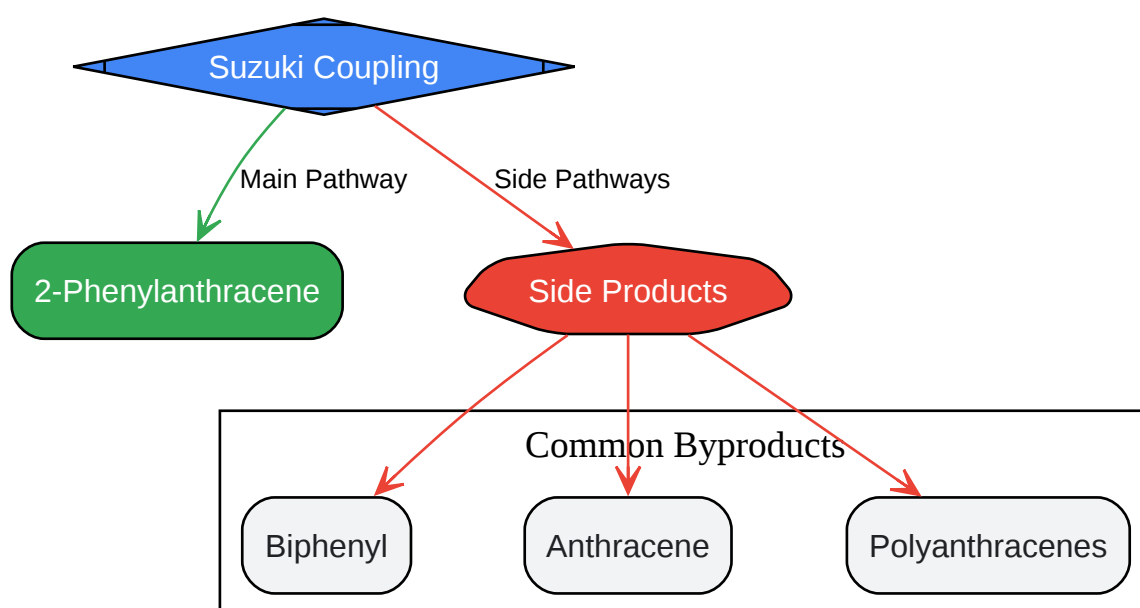 Suzuki Coupling
Main Pathway
Side Pathways
2-Phenylanthracene
Side Products
Common Byproducts
Biphenyl
Anthracene
Polyanthracenes